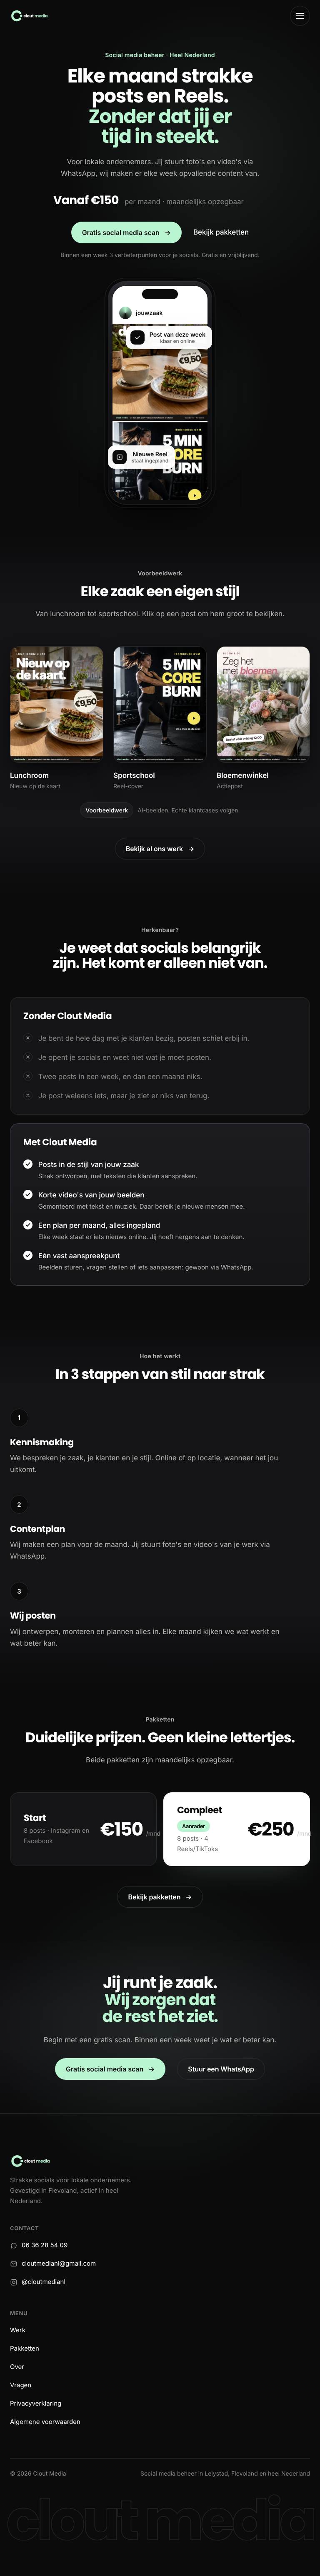 clout media
Social media beheer · Heel Nederland
Elke maand strakke
posts en Reels.
Zonder dat jij er
tijd in steekt.
Voor lokale ondernemers. Jij stuurt foto's en video's via
WhatsApp, wij maken er elke week opvallende content van.
Vanaf €150 per maand · maandelijks opzegbaar
Gratis social media scan →
Bekijk pakketten
Binnen een week 3 verbeterpunten voor je socials. Gratis en vrijblijvend.
jouwzaak
Post van deze week
klaar en online
€9,50
Nieuwe Reel
staat ingepland
5 MIN
CORE
BURN
Voorbeeldwerk
Elke zaak een eigen stijl
Van lunchroom tot sportschool. Klik op een post om hem groot te bekijken.
Nieuw op
de kaart.
€9,50
5 MIN
CORE
BURN
Zeg het
met bloemen
Lunchroom
Nieuw op de kaart
Sportschool
Reel-cover
Bloemenwinkel
Actiepost
Voorbeeldwerk AI-beelden. Echte klantcases volgen.
Bekijk al ons werk →
Herkenbaar?
Je weet dat socials belangrijk
zijn. Het komt er alleen niet van.
Zonder Clout Media
Je bent de hele dag met je klanten bezig, posten schiet erbij in.
Je opent je socials en weet niet wat je moet posten.
Twee posts in een week, en dan een maand niks.
Je post weleens iets, maar je ziet er niks van terug.
Met Clout Media
Posts in de stijl van jouw zaak
Strak ontworpen, met teksten die klanten aanspreken.
Korte video's van jouw beelden
Gemonteerd met tekst en muziek. Daar bereik je nieuwe mensen mee.
Een plan per maand, alles ingepland
Elke week staat er iets nieuws online. Jij hoeft nergens aan te denken.
Eén vast aanspreekpunt
Beelden sturen, vragen stellen of iets aanpassen: gewoon via WhatsApp.
Hoe het werkt
In 3 stappen van stil naar strak
1
Kennismaking
We bespreken je zaak, je klanten en je stijl. Online of op locatie, wanneer het jou
uitkomt.
2
Contentplan
Wij maken een plan voor de maand. Jij stuurt foto's en video's van je werk via
WhatsApp.
3
Wij posten
Wij ontwerpen, monteren en plannen alles in. Elke maand kijken we wat werkt en
wat beter kan.
Pakketten
Duidelijke prijzen. Geen kleine lettertjes.
Beide pakketten zijn maandelijks opzegbaar.
Start
8 posts · Instagram en
Facebook
€150 /mnd
Compleet
Aanrader
8 posts · 4
Reels/TikToks
€250 /mnd
Bekijk pakketten →
Jij runt je zaak.
Wij zorgen dat
de rest het ziet.
Begin met een gratis scan. Binnen een week weet je wat er beter kan.
Gratis social media scan →
Stuur een WhatsApp
clout media
Strakke socials voor lokale ondernemers.
Gevestigd in Flevoland, actief in heel
Nederland.
CONTACT
06 36 28 54 09
cloutmedianl@gmail.com
@cloutmedianl
MENU
Werk
Pakketten
Over
Vragen
Privacyverklaring
Algemene voorwaarden
© 2026 Clout Media
Social media beheer in Lelystad, Flevoland en heel Nederland
clout media